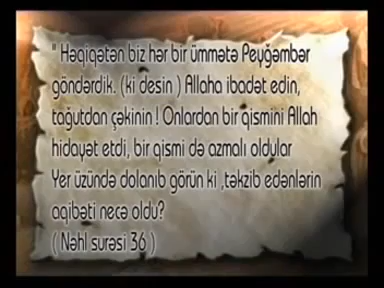 " Həqiqətən biz hər bir ümmətə Peyğəmbər
göndərdik. (ki desin ) Allaha ibadət edin,
tağutdan çəkinin ! Onlardan bir qismini Allah
hidayət etdi, bir qismi də azmalı oldular
Yer üzündə dolanıb görün ki ,təkzib edənlərin
aqibəti necə oldu?
( Nəhl surəsi 36 )